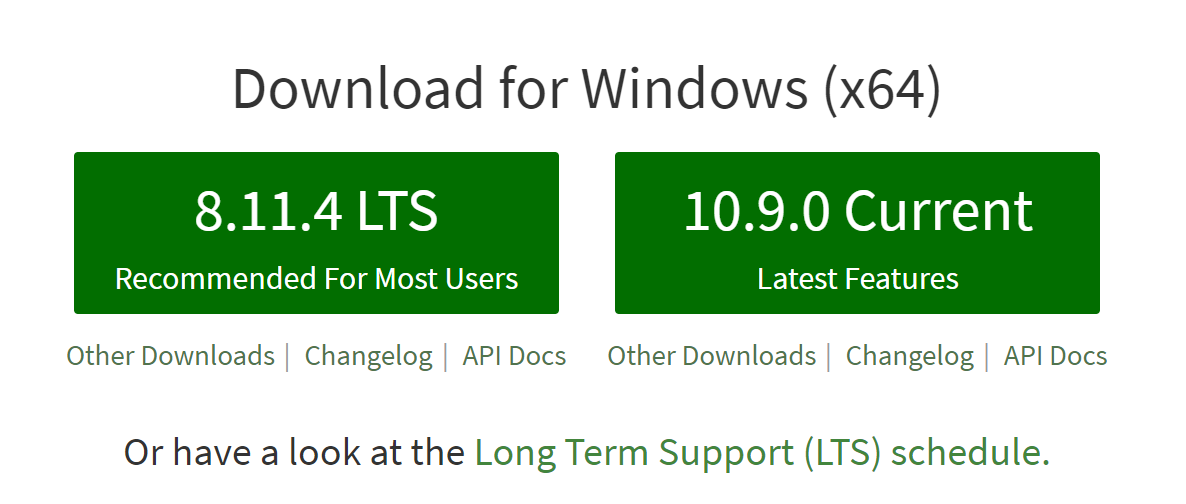 Download for Windows (x64)
8.11.4 LTS
Recommended For Most Users
10.9.0 Current
Latest Features
Other Downloads | Changelog | API Docs
Other Downloads | Changelog | API Docs
Or have a look at the Long Term Support (LTS) schedule.